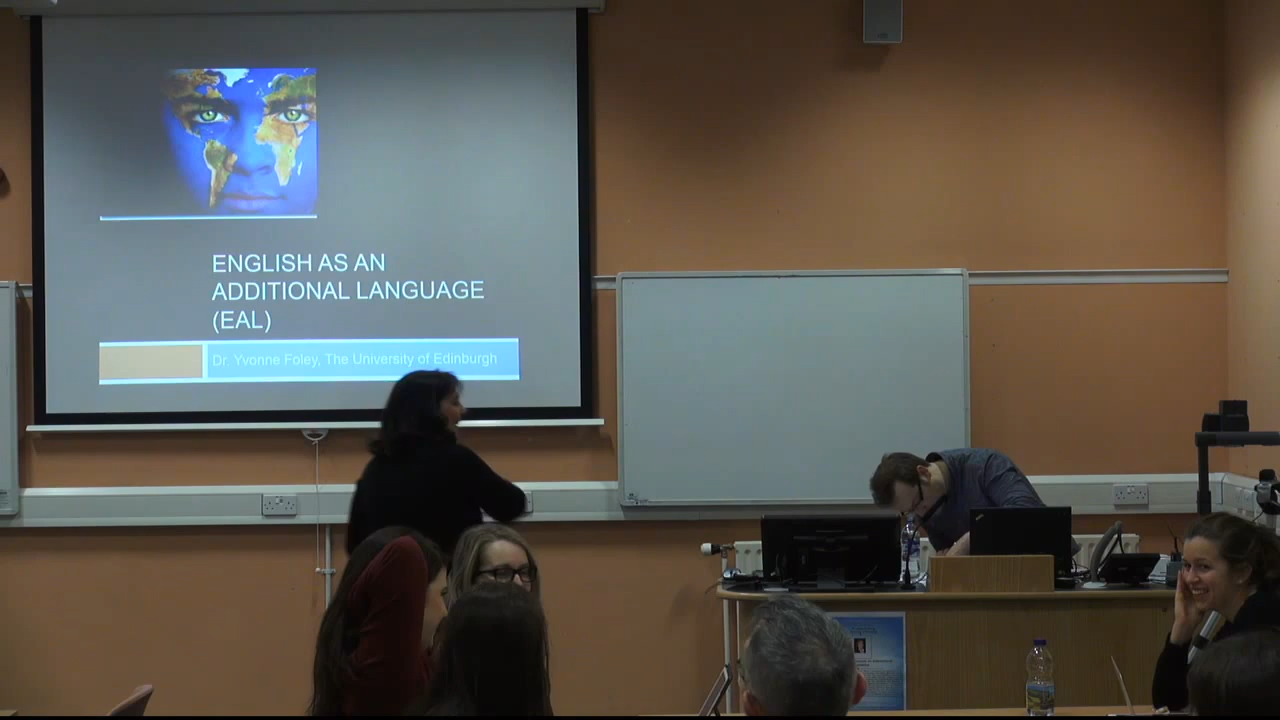 ENGLISH AS AN
ADDITIONAL LANGUAGE
(EAL)
Dr. Yvonne Foley, The University of Edinburgh